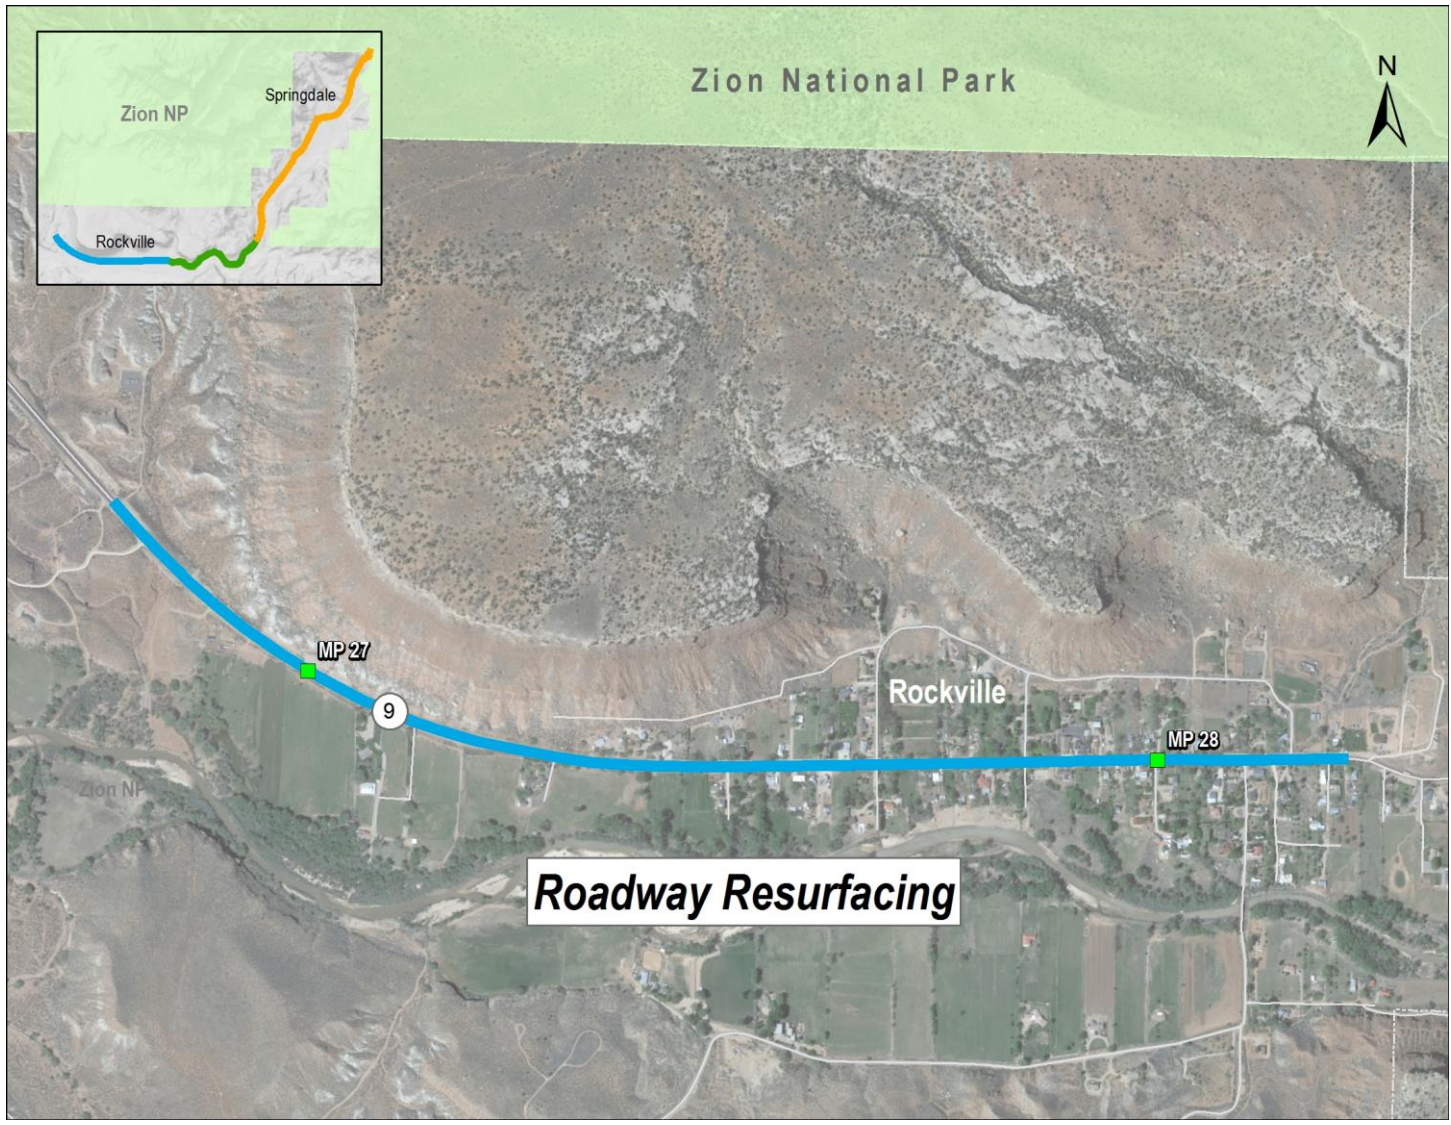 Zion National Park
N
Springdale
Zion NP
Rockville
MP 27
9
Rockville
MP 28
Zion NP
Roadway Resurfacing